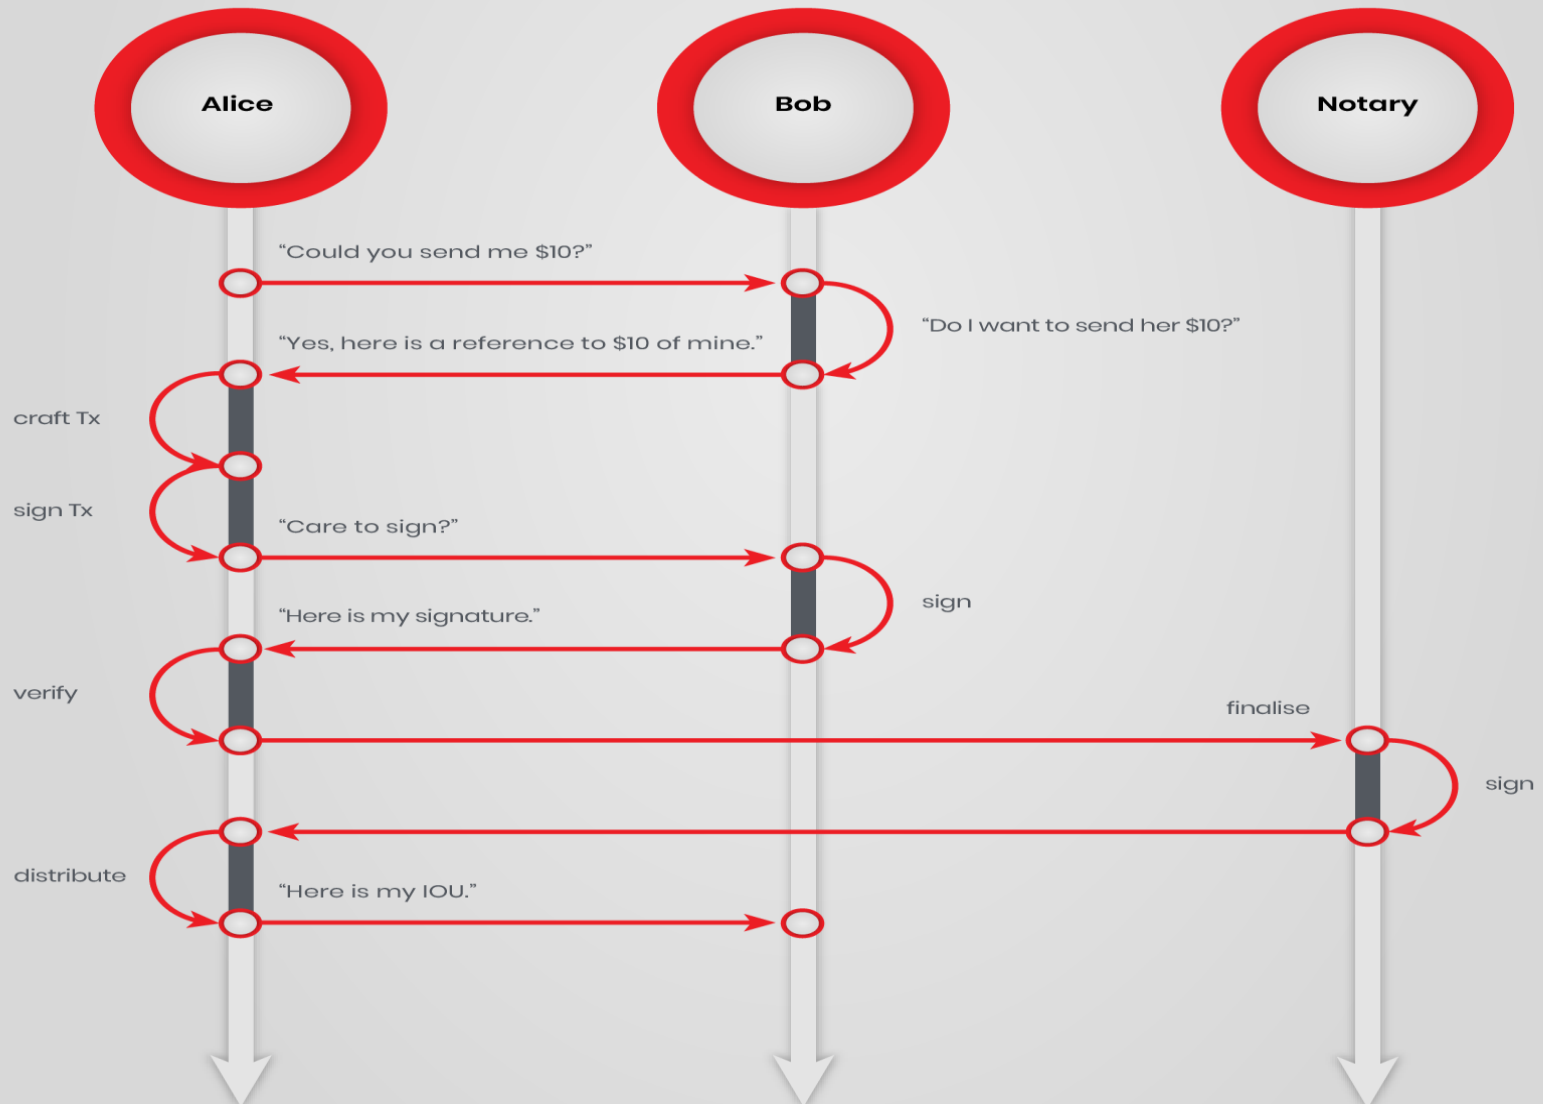 Alice
Bob
Notary
“Could you send me $10?”
“Do I want to send her $10?”
“Yes, here is a reference to $10 of mine.”
craft Tx
sign Tx
“Care to sign?”
sign
“Here is my signature.”
verify
finalise
sign
distribute
“Here is my IOU.”